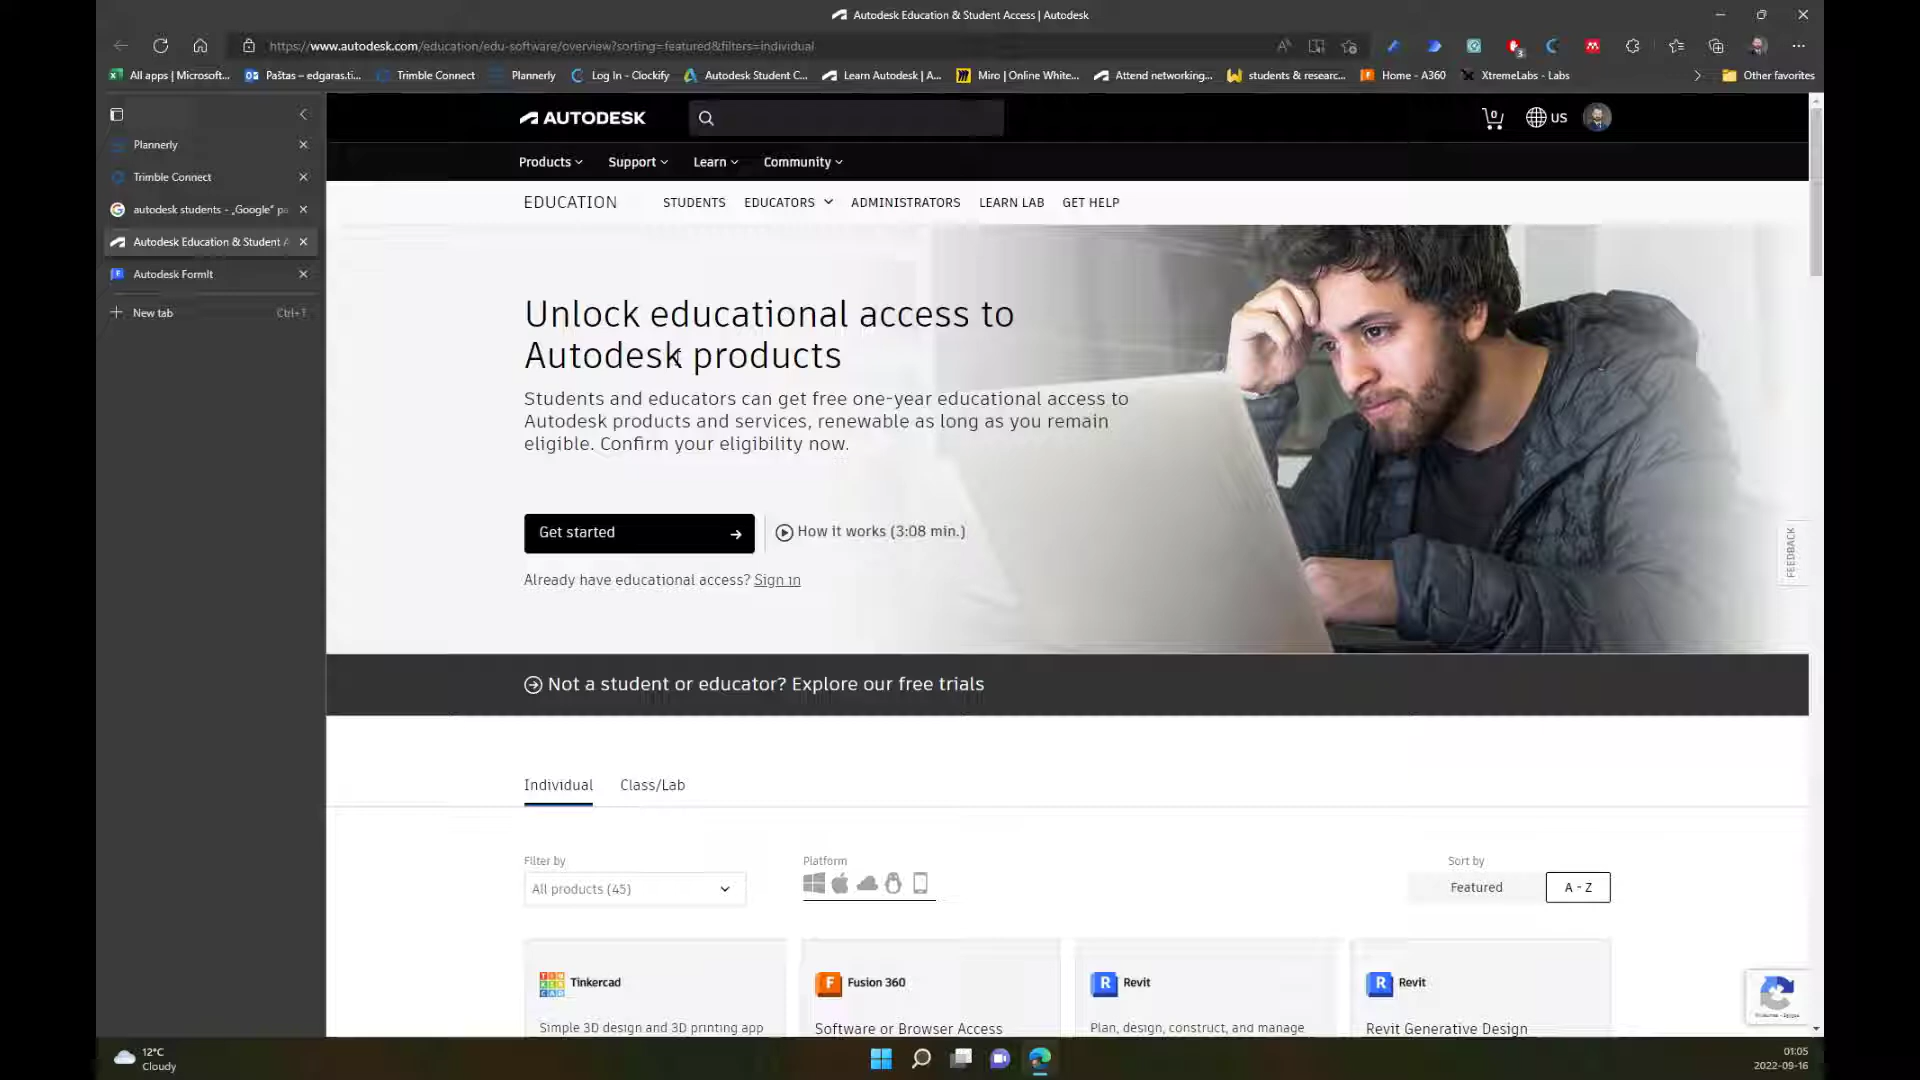 Autodesk Education & Student Access | Autodesk
https://www.autodesk.com/education/edu-software/overview?sorting=featured&filters=individual
All apps | Microsoft...
Paštas – edgaras.ti...
Trimble Connect
Plannerly
Log In - Clockify
Autodesk Student C...
Learn Autodesk | A...
Miro | Online White...
Attend networking...
students & researc...
Home - A360
XtremeLabs - Labs
Other favorites
Plannerly
Trimble Connect
autodesk students - „Google“ pa
Autodesk Education & Student A
Autodesk FormIt
New tab Ctrl+T
AUTODESK
0
US
Products Support Learn Community
EDUCATION STUDENTS EDUCATORS ADMINISTRATORS LEARN LAB GET HELP
Unlock educational access to
Autodesk products
Students and educators can get free one-year educational access to
Autodesk products and services, renewable as long as you remain
eligible. Confirm your eligibility now.
Get started
How it works (3:08 min.)
Already have educational access? Sign in
FEEDBACK
Not a student or educator? Explore our free trials
Individual Class/Lab
Filter by
All products (45)
Platform
Sort by
Featured A - Z
Tinkercad
Simple 3D design and 3D printing app
F Fusion 360
Software or Browser Access
R Revit
Plan, design, construct, and manage
R Revit
Revit Generative Design
12°C
Cloudy
01:05
2022-09-16